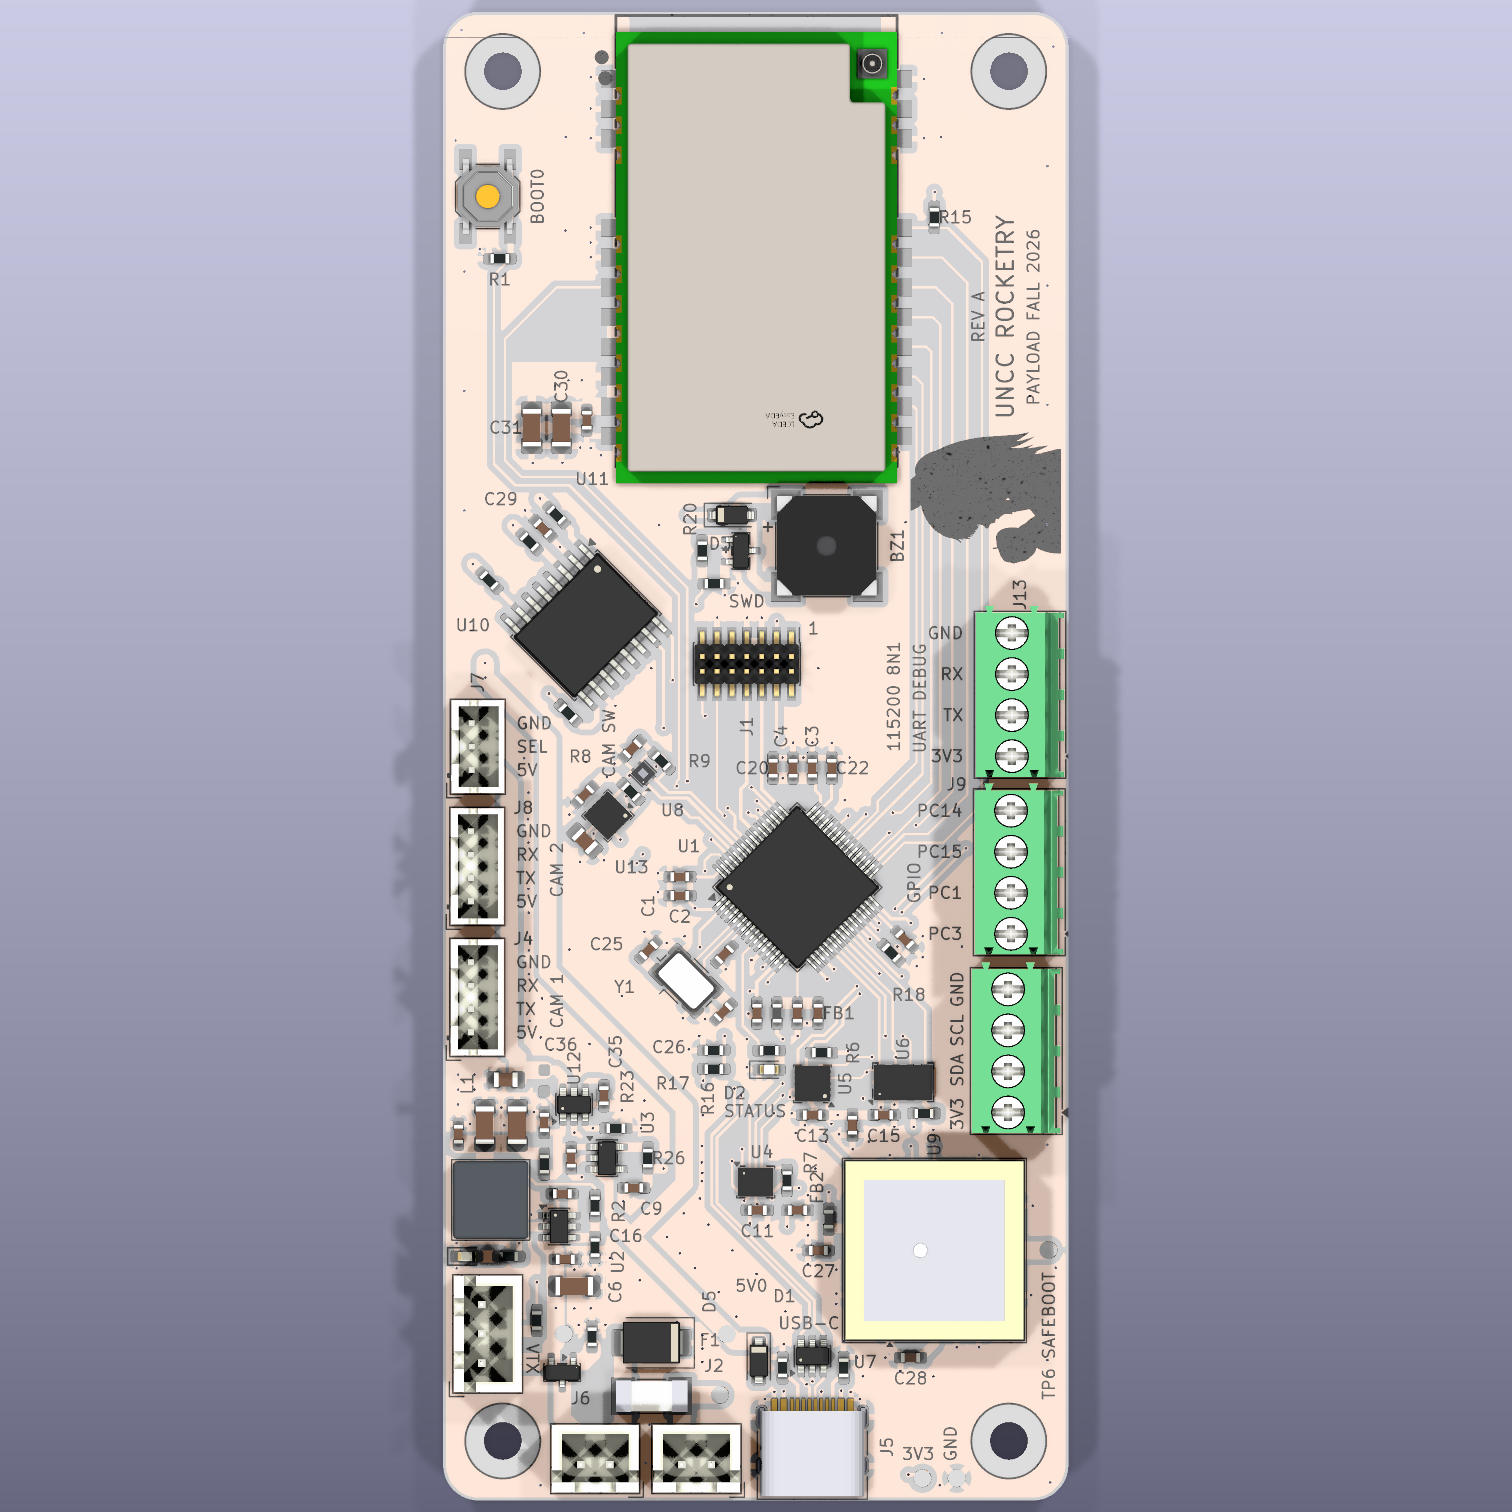 BOOT0
R1
R15
REV A
UNCC ROCKETRY
PAYLOAD FALL 2026
C30
C31
U11
C29
R20
D3
+
BZ1
SWD
1
U10
J13
GND
RX
TX
3V3
115200 8N1
UART DEBUG
J7
GND
SEL
5V
CAM SW
R8
R9
J1
C4
C3
C20
C22
J9
PC14
PC15
PC1
PC3
GPIO
J8
GND
RX
TX
5V
CAM 2
U8
U13
U1
C1
C2
J4
GND
RX
TX
5V
CAM 1
C25
Y1
R18
FB1
3V3 SDA SCL GND
C36
C35
U12
L1
R23
C26
R17
R16
D2
STATUS
R6
U5
U6
C13
C15
U3
R26
U4
R7
FB2
U9
C9
R2
C16
U2
C6
C11
C27
5V0
D1
USB-C
D5
F1
J2
U7
C28
TP6 SAFEBOOT
VTX
J6
J5
3V3
GND
LCEDA
EasyEDA